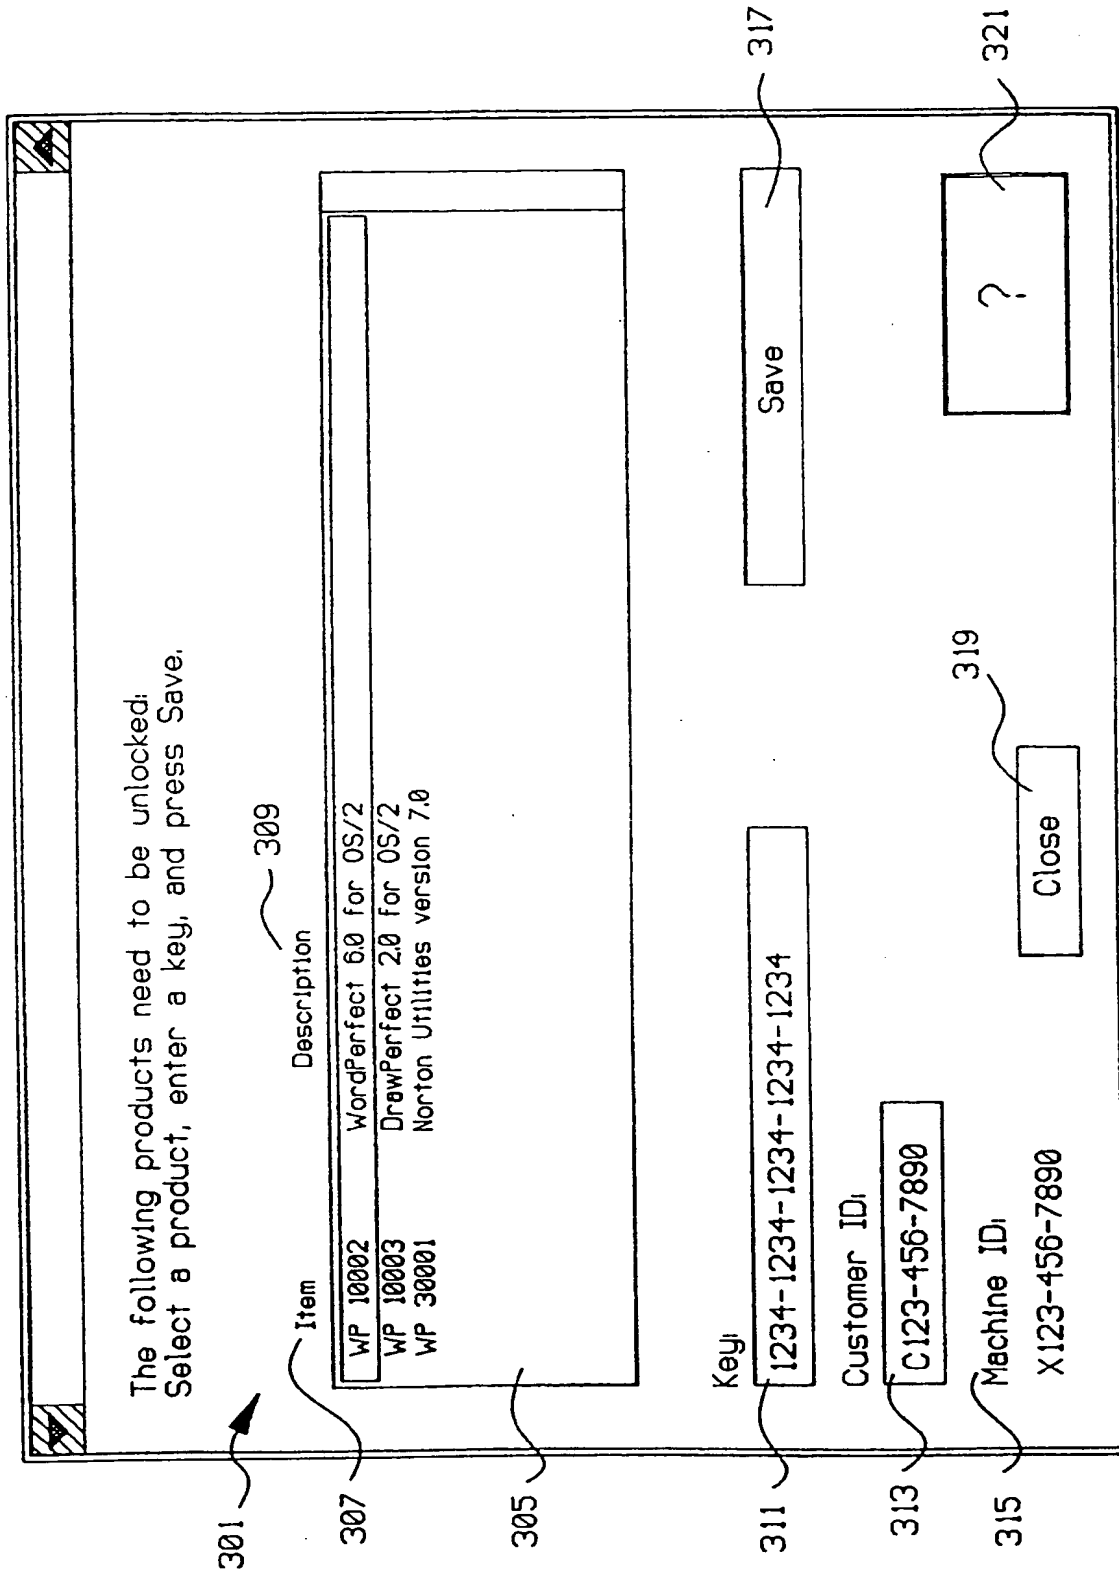 The following products need to be unlocked:
Select a product, enter a key, and press Save.
301
307
Item
Description
309
WP 10002 WordPerfect 6.0 for OS/2
WP 10003 DrawPerfect 2.0 for OS/2
WP 30001 Norton Utilities version 7.0
305
Key:
311
1234-1234-1234-1234-1234
Save
317
Customer ID:
313
C123-456-7890
Machine ID:
315
X123-456-7890
Close
319
?
321